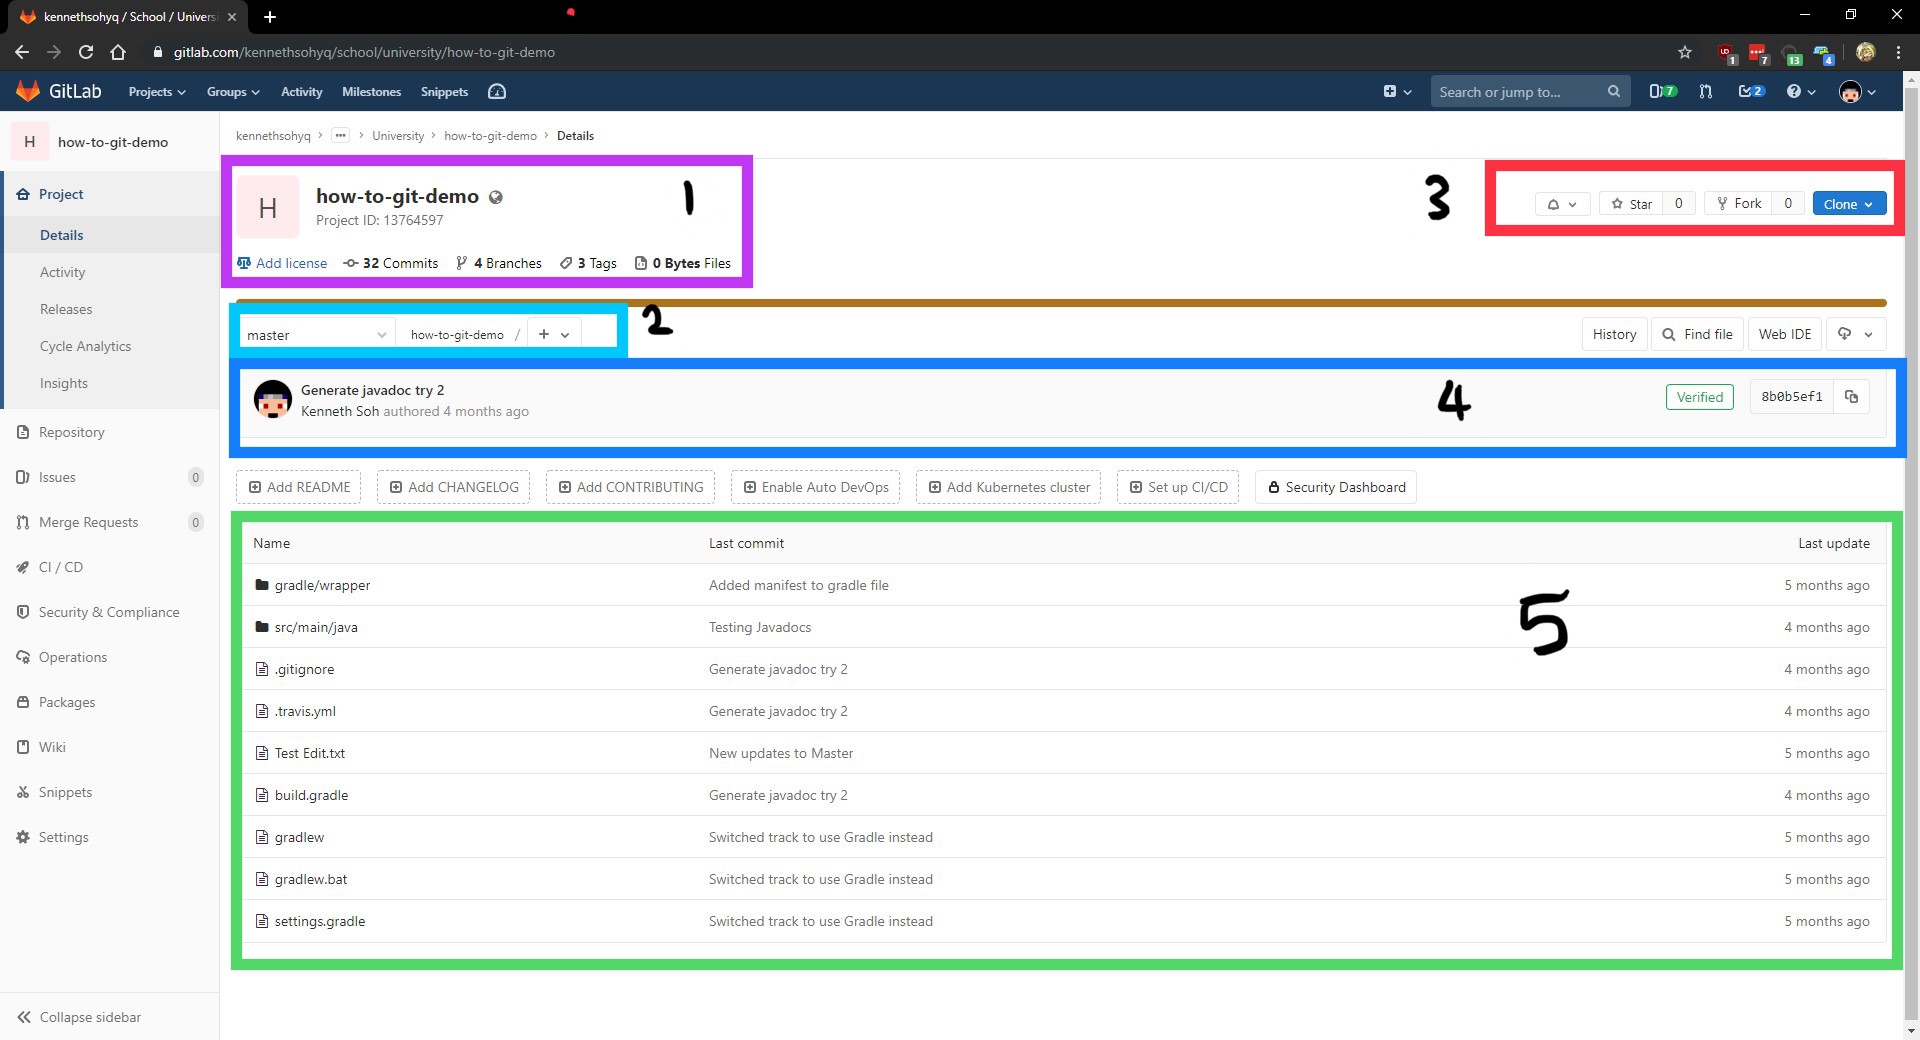 kennethsohyq / School / Univers
gitlab.com/kennethsohyq/school/university/how-to-git-demo
1 7 13 4
GitLab Projects Groups Activity Milestones Snippets Search or jump to... 7 2
H how-to-git-demo
kennethsohyq > ... > University > how-to-git-demo > Details
Project
Details
Activity
Releases
Cycle Analytics
Insights
Repository
Issues 0
Merge Requests 0
CI / CD
Security & Compliance
Operations
Packages
Wiki
Snippets
Settings
Collapse sidebar
H how-to-git-demo 1
Project ID: 13764597
Add license 32 Commits 4 Branches 3 Tags 0 Bytes Files
3 Star 0 Fork 0 Clone
master how-to-git-demo / + 2
History Find file Web IDE
Generate javadoc try 2
Kenneth Soh authored 4 months ago
4 Verified 8b0b5ef1
Add README Add CHANGELOG Add CONTRIBUTING Enable Auto DevOps Add Kubernetes cluster Set up CI/CD Security Dashboard
Name Last commit Last update
gradle/wrapper Added manifest to gradle file 5 months ago
5
src/main/java Testing Javadocs 4 months ago
.gitignore Generate javadoc try 2 4 months ago
.travis.yml Generate javadoc try 2 4 months ago
Test Edit.txt New updates to Master 5 months ago
build.gradle Generate javadoc try 2 4 months ago
gradlew Switched track to use Gradle instead 5 months ago
gradlew.bat Switched track to use Gradle instead 5 months ago
settings.gradle Switched track to use Gradle instead 5 months ago